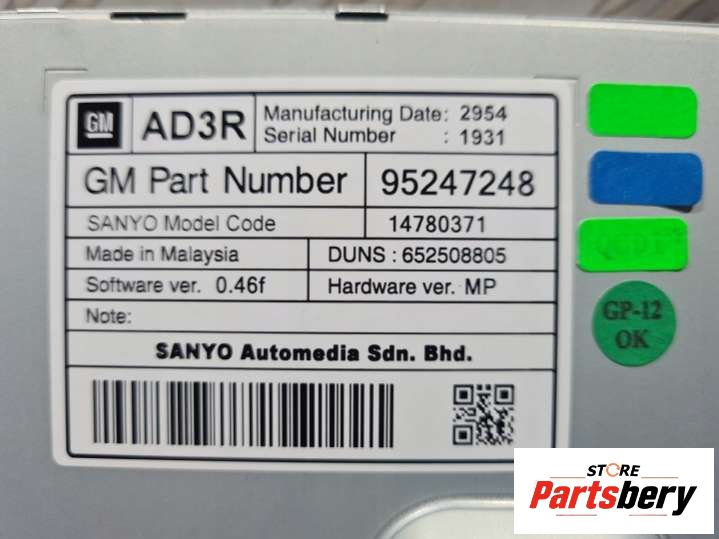 GM AD3R
Manufacturing Date: 2954
Serial Number : 1931
GM Part Number 95247248
SANYO Model Code 14780371
Made in Malaysia DUNS : 652508805
Software ver. 0.46f Hardware ver. MP
Note:
SANYO Automedia Sdn. Bhd.
GP-12
OK
STORE
Partsbery